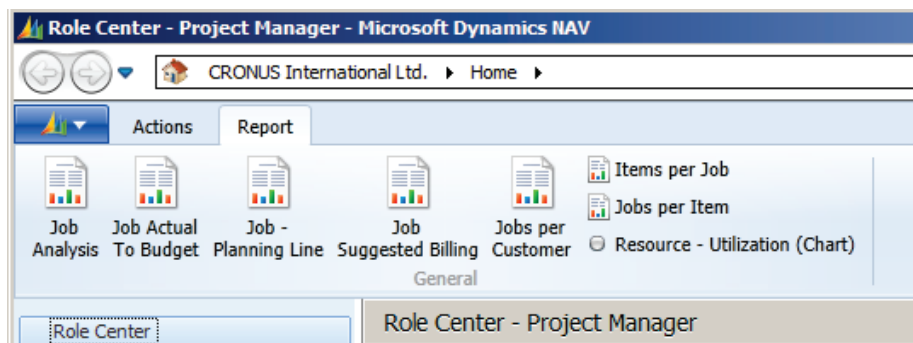 Role Center - Project Manager - Microsoft Dynamics NAV
CRONUS International Ltd. Home
Actions Report
Items per Job
Jobs per Item
Resource - Utilization (Chart)
Job Job Actual Job - Job Jobs per
Analysis To Budget Planning Line Suggested Billing Customer
General
Role Center Role Center - Project Manager